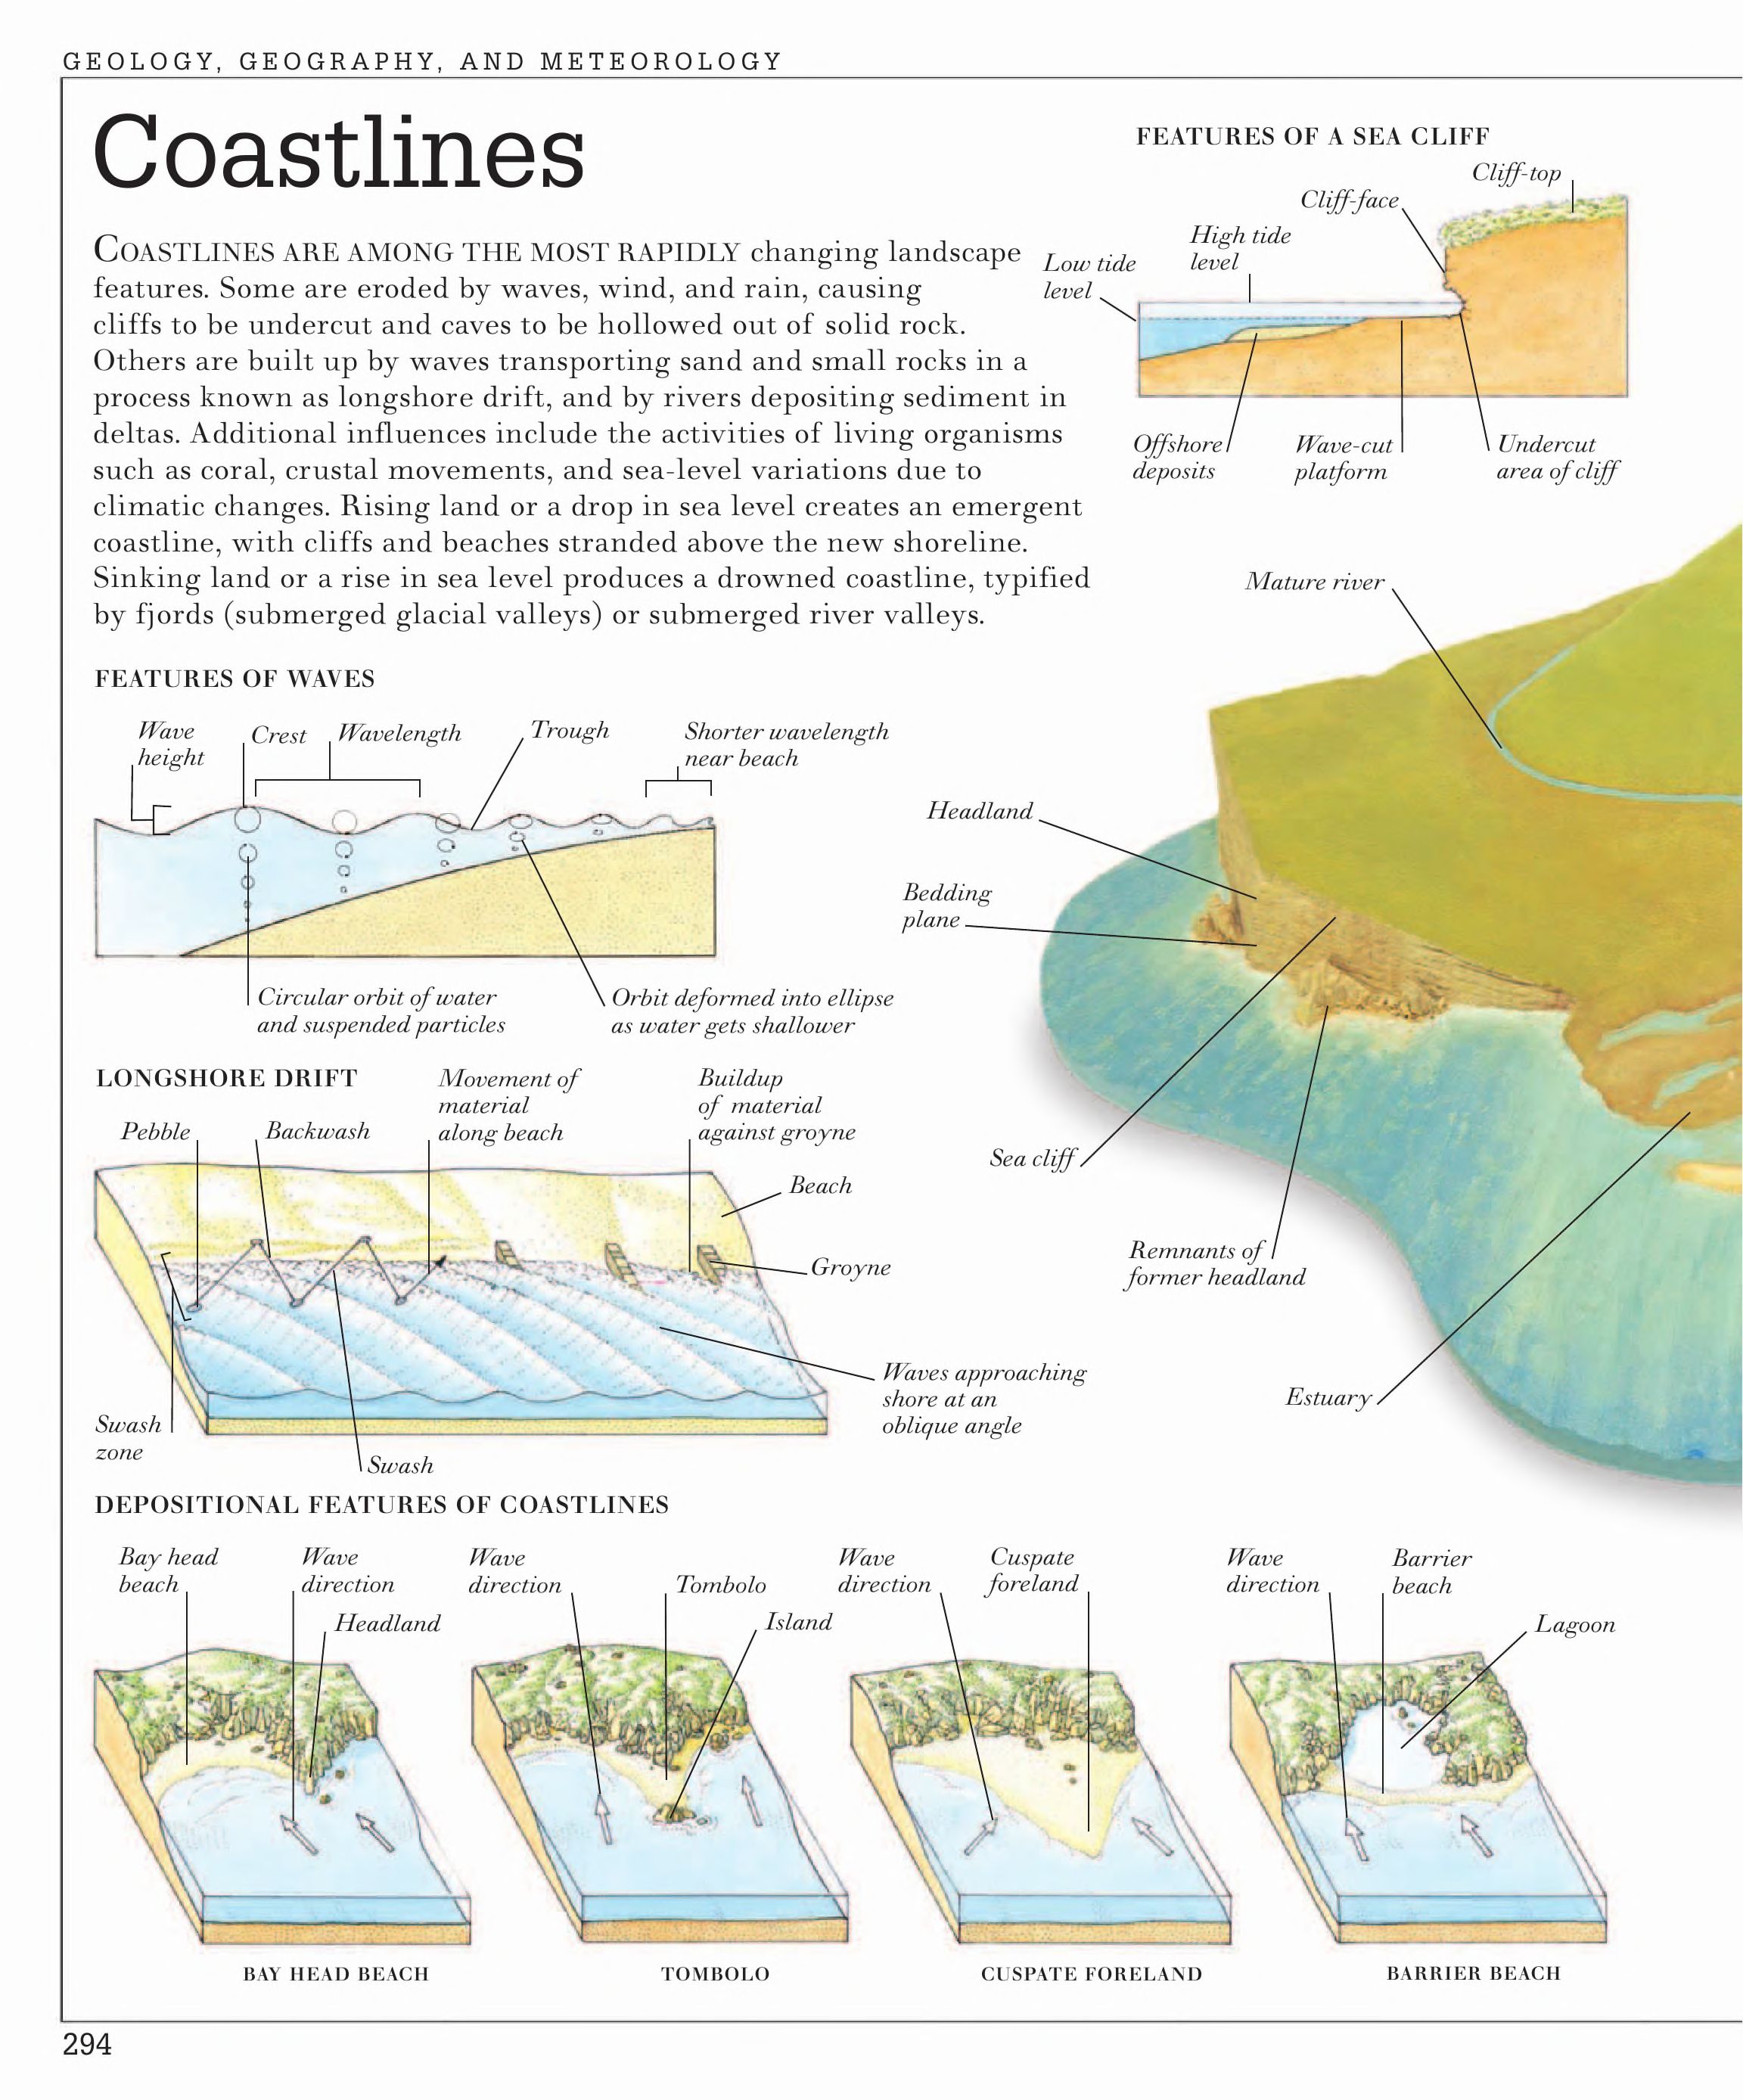 GEOLOGY, GEOGRAPHY, AND METEOROLOGY
Coastlines
COASTLINES ARE AMONG THE MOST RAPIDLY changing landscape
features. Some are eroded by waves, wind, and rain, causing
cliffs to be undercut and caves to be hollowed out of solid rock.
Others are built up by waves transporting sand and small rocks in a
process known as longshore drift, and by rivers depositing sediment in
deltas. Additional influences include the activities of living organisms
such as coral, crustal movements, and sea-level variations due to
climatic changes. Rising land or a drop in sea level creates an emergent
coastline, with cliffs and beaches stranded above the new shoreline.
Sinking land or a rise in sea level produces a drowned coastline, typified
by fjords (submerged glacial valleys) or submerged river valleys.
FEATURES OF A SEA CLIFF
Cliff-top
Cliff-face
High tide
level
Low tide
level
Offshore
deposits
Wave-cut
platform
Undercut
area of cliff
FEATURES OF WAVES
Wave
height
Crest
Wavelength
Trough
Shorter wavelength
near beach
Circular orbit of water
and suspended particles
Orbit deformed into ellipse
as water gets shallower
Mature river
Headland
Bedding
plane
Sea cliff
Remnants of
former headland
Estuary
LONGSHORE DRIFT
Pebble
Backwash
Movement of
material
along beach
Buildup
of material
against groyne
Beach
Groyne
Waves approaching
shore at an
oblique angle
Swash
zone
Swash
DEPOSITIONAL FEATURES OF COASTLINES
Bay head
beach
Wave
direction
Headland
BAY HEAD BEACH
Wave
direction
Tombolo
Island
TOMBOLO
Wave
direction
Cuspate
foreland
CUSPATE FORELAND
Wave
direction
Barrier
beach
Lagoon
BARRIER BEACH
294